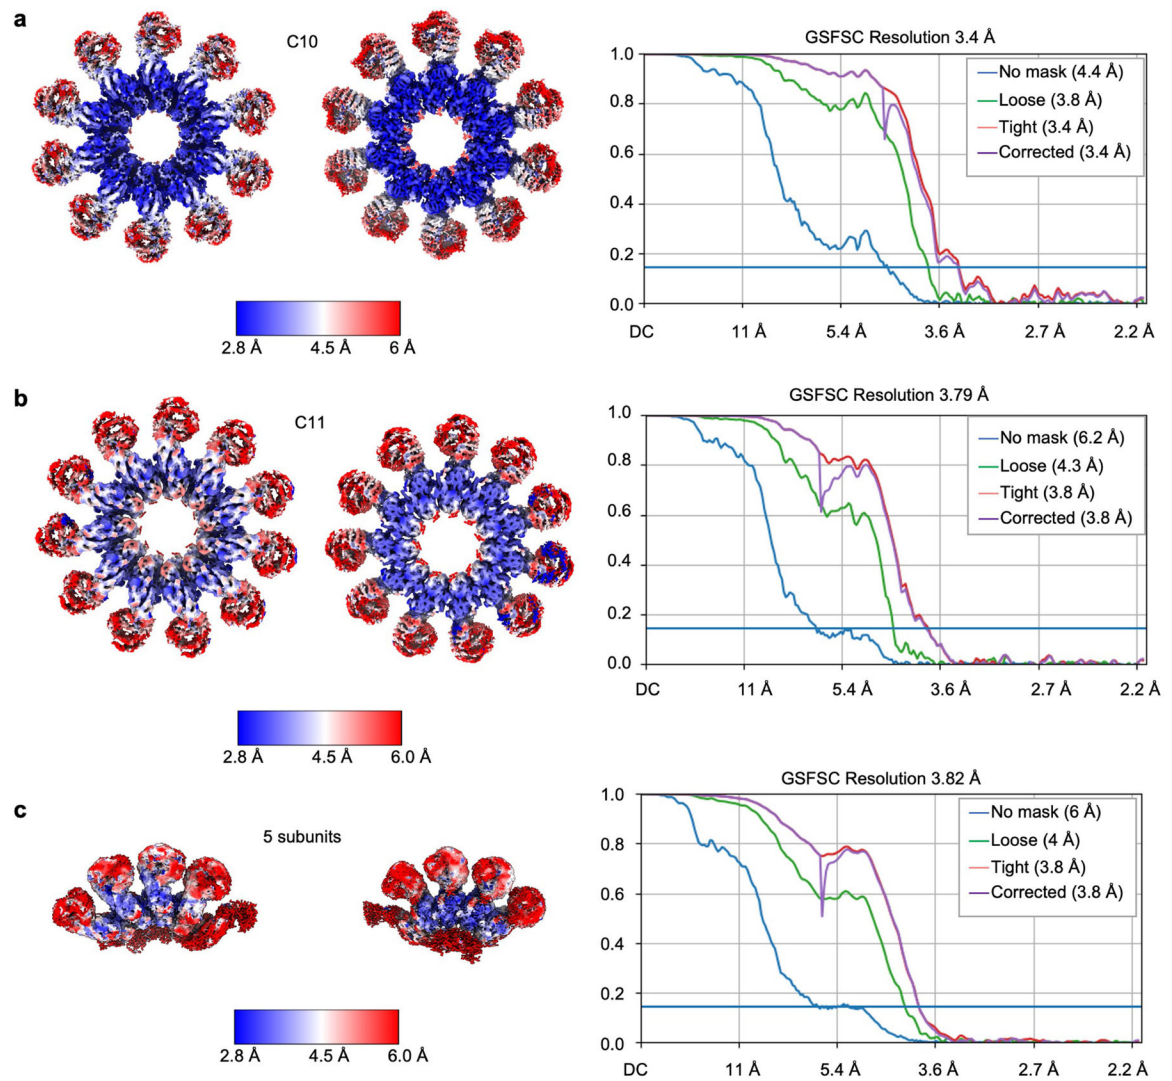 a
C10
2.8 Å 4.5 Å 6 Å
GSFSC Resolution 3.4 Å
1.0
0.8
0.6
0.4
0.2
0.0
No mask (4.4 Å)
Loose (3.8 Å)
Tight (3.4 Å)
Corrected (3.4 Å)
DC 11 Å 5.4 Å 3.6 Å 2.7 Å 2.2 Å
b
C11
2.8 Å 4.5 Å 6.0 Å
GSFSC Resolution 3.79 Å
1.0
0.8
0.6
0.4
0.2
0.0
No mask (6.2 Å)
Loose (4.3 Å)
Tight (3.8 Å)
Corrected (3.8 Å)
DC 11 Å 5.4 Å 3.6 Å 2.7 Å 2.2 Å
c
5 subunits
2.8 Å 4.5 Å 6.0 Å
GSFSC Resolution 3.82 Å
1.0
0.8
0.6
0.4
0.2
0.0
No mask (6 Å)
Loose (4 Å)
Tight (3.8 Å)
Corrected (3.8 Å)
DC 11 Å 5.4 Å 3.6 Å 2.7 Å 2.2 Å